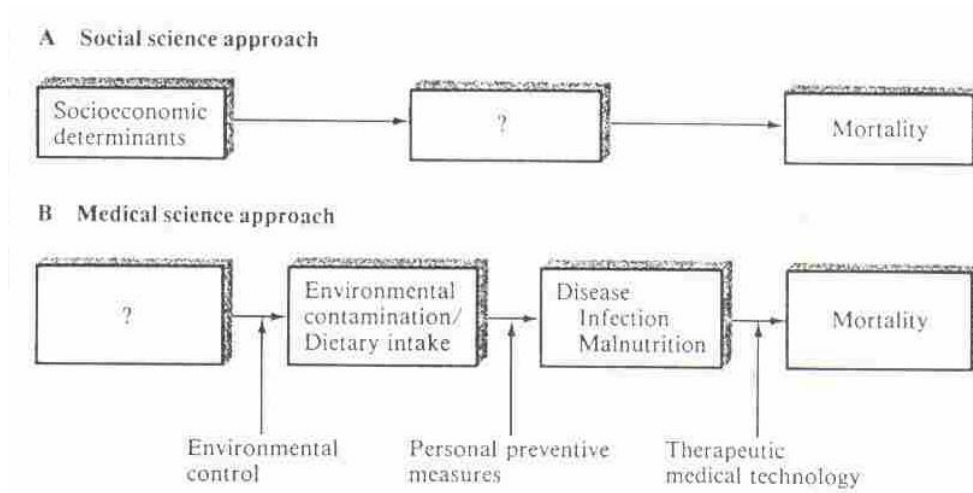 A Social science approach
Socioeconomic
determinants
?
Mortality
B Medical science approach
?
Environmental
contamination/
Dietary intake
Disease
Infection
Malnutrition
Mortality
Environmental
control
Personal preventive
measures
Therapeutic
medical technology